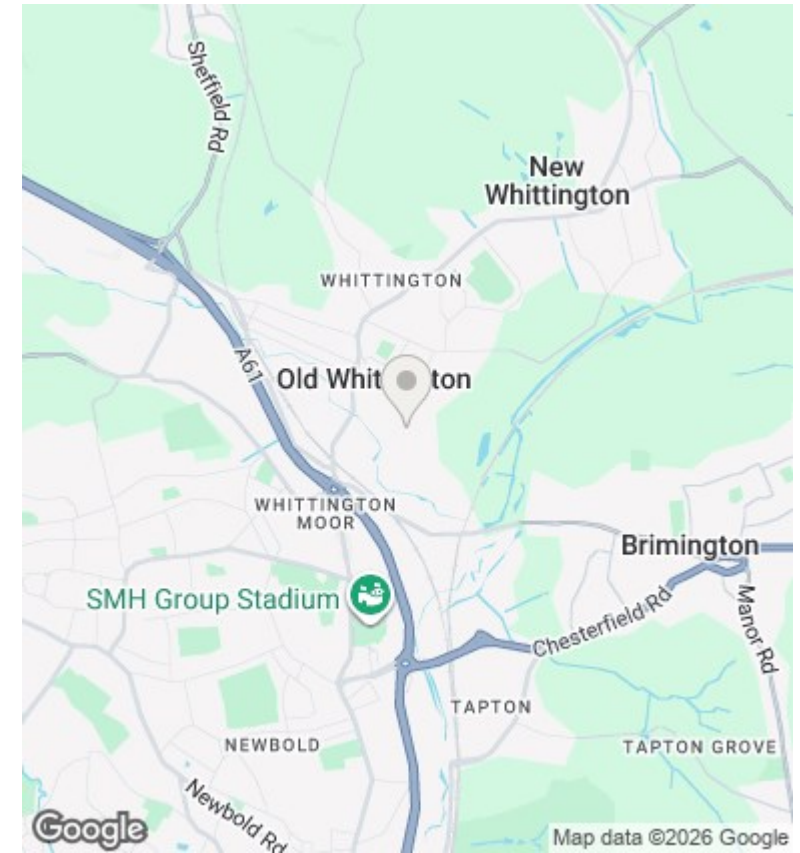 Sheffield Rd
New
Whittington
WHITTINGTON
A61
Old Whit ton
WHITTINGTON
MOOR
Brimington
SMH Group Stadium
Chesterfield Rd
Manor Rd
TAPTON
NEWBOLD
TAPTON GROVE
Newbold Rd
Google
Map data ©2026 Google